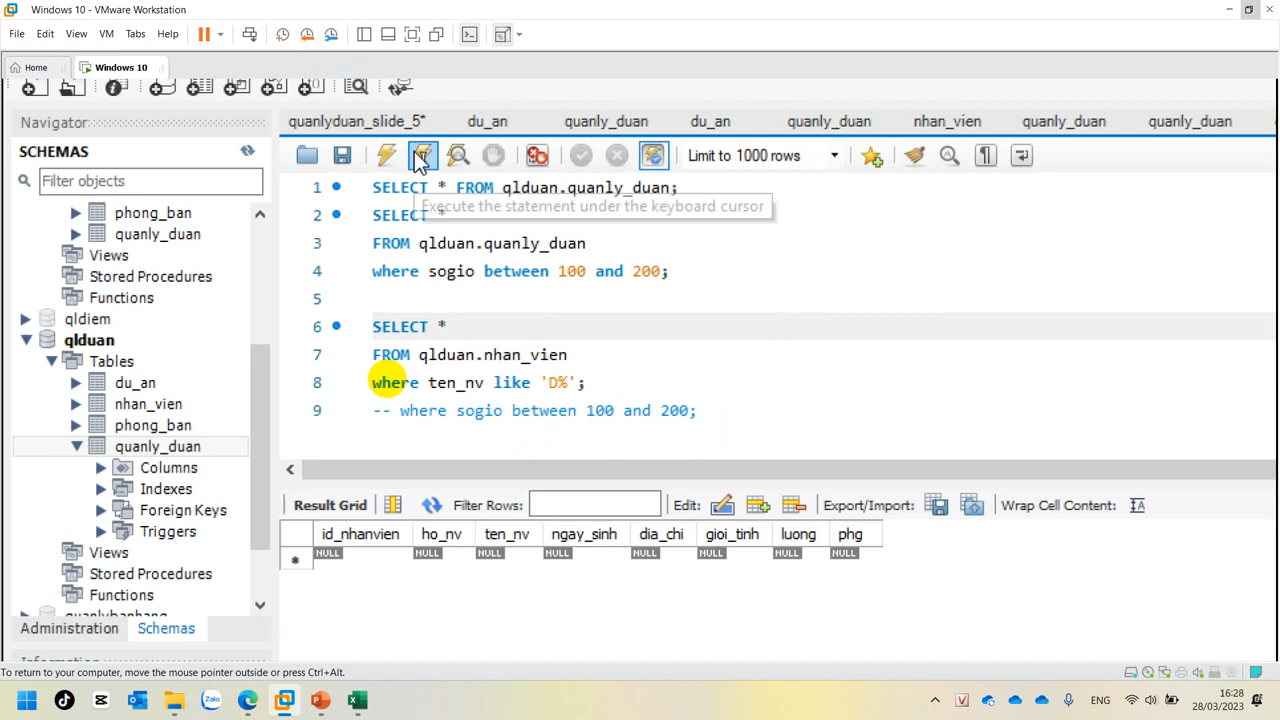 Windows 10 - VMware Workstation
File Edit View VM Tabs Help
Home Windows 10
Navigator
SCHEMAS
Filter objects
phong_ban
quanly_duan
Views
Stored Procedures
Functions
qldiem
qlduan
Tables
du_an
nhan_vien
phong_ban
quanly_duan
Columns
Indexes
Foreign Keys
Triggers
Views
Stored Procedures
Functions
quanlybanhang
Administration Schemas
Information
quanlyduan_slide_5* du_an quanly_duan du_an quanly_duan nhan_vien quanly_duan quanly_duan
Limit to 1000 rows
1 SELECT * FROM qlduan.quanly_duan;
Execute the statement under the keyboard cursor
2 SELECT *
3 FROM qlduan.quanly_duan
4 where sogio between 100 and 200;
5
6 SELECT *
7 FROM qlduan.nhan_vien
8 where ten_nv like 'D%';
9 -- where sogio between 100 and 200;
Result Grid Filter Rows: Edit: Export/Import: Wrap Cell Content:
id_nhanvien ho_nv ten_nv ngay_sinh dia_chi gioi_tinh luong phg
NULL NULL NULL NULL NULL NULL NULL NULL
To return to your computer, move the mouse pointer outside or press Ctrl+Alt.
Zalo
ENG
16:28
28/03/2023